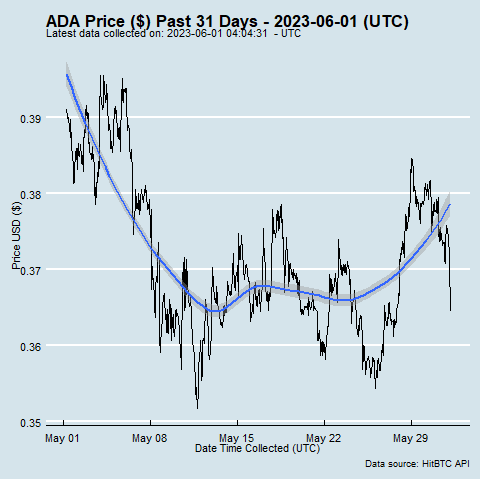 ADA Price ($) Past 31 Days - 2023-06-01 (UTC)
Latest data collected on: 2023-06-01 04:04:31 - UTC
Price USD ($)
0.39
0.38
0.37
0.36
0.35
May 01 May 08 May 15 May 22 May 29
Date Time Collected (UTC)
Data source: HitBTC API